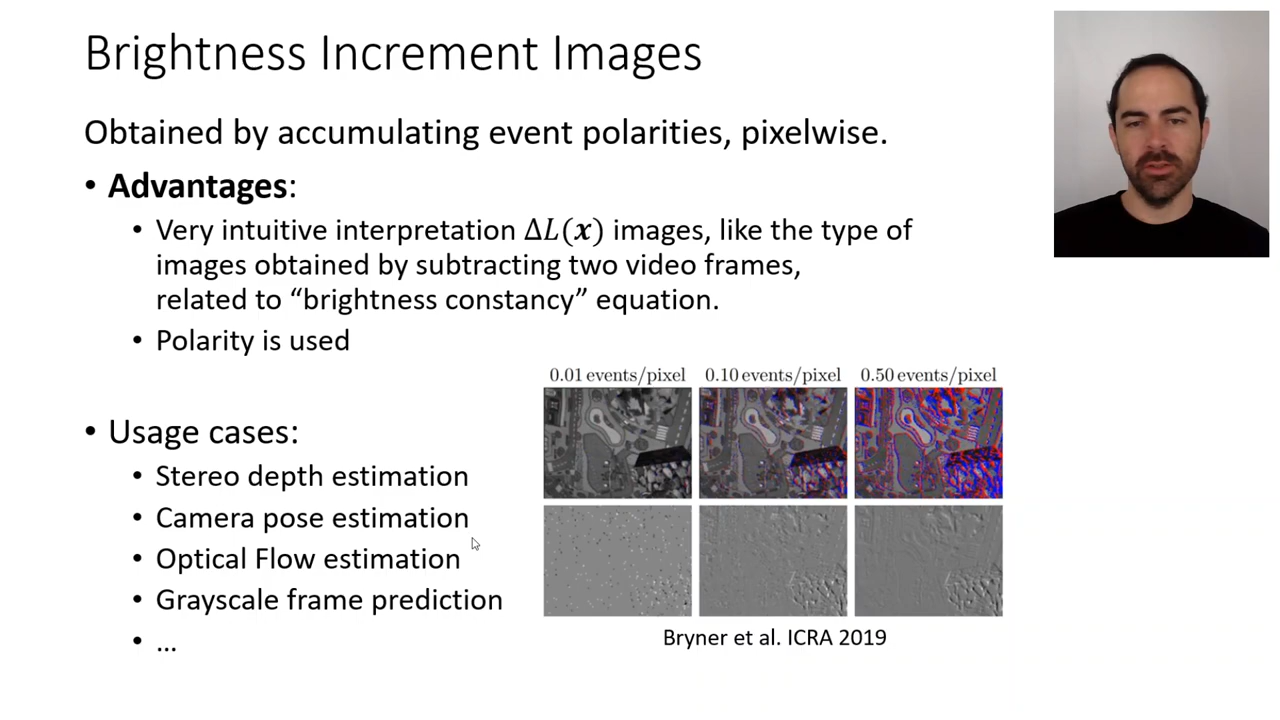 Brightness Increment Images
Obtained by accumulating event polarities, pixelwise.
• Advantages:
• Very intuitive interpretation ΔL(x) images, like the type of
images obtained by subtracting two video frames,
related to “brightness constancy” equation.
• Polarity is used
0.01 events/pixel 0.10 events/pixel 0.50 events/pixel
• Usage cases:
• Stereo depth estimation
• Camera pose estimation
• Optical Flow estimation
• Grayscale frame prediction
• ...
Bryner et al. ICRA 2019